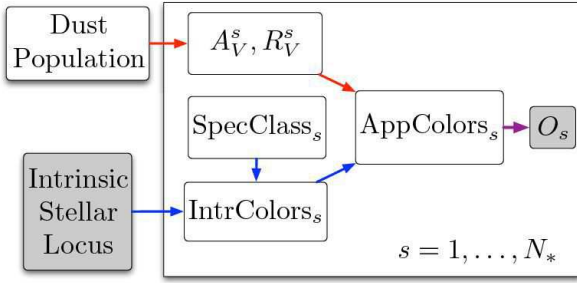 Dust
Population
A_V^s, R_V^s
SpecClass_s
AppColors_s
O_s
Intrinsic
Stellar
Locus
IntrColors_s
s = 1, . . . , N_*